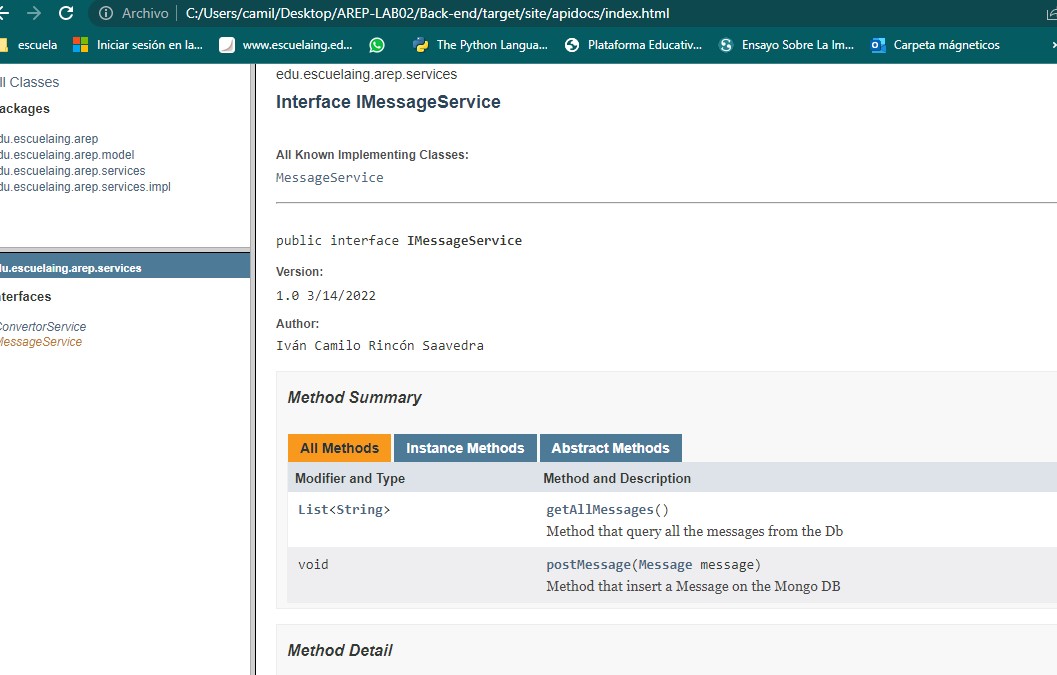 Archivo C:/Users/camil/Desktop/AREP-LAB02/Back-end/target/site/apidocs/index.html
escuela Iniciar sesión en la... www.escuelaing.ed... The Python Langua... Plataforma Educativ... Ensayo Sobre La Im... Carpeta mágneticos
ll Classes
ackages
du.escuelaing.arep
du.escuelaing.arep.model
du.escuelaing.arep.services
du.escuelaing.arep.services.impl
du.escuelaing.arep.services
nterfaces
ConvertorService
MessageService
edu.escuelaing.arep.services
Interface IMessageService
All Known Implementing Classes:
MessageService
public interface IMessageService
Version:
1.0 3/14/2022
Author:
Iván Camilo Rincón Saavedra
Method Summary
All Methods Instance Methods Abstract Methods
Modifier and Type Method and Description
List<String> getAllMessages()
Method that query all the messages from the Db
void postMessage(Message message)
Method that insert a Message on the Mongo DB
Method Detail